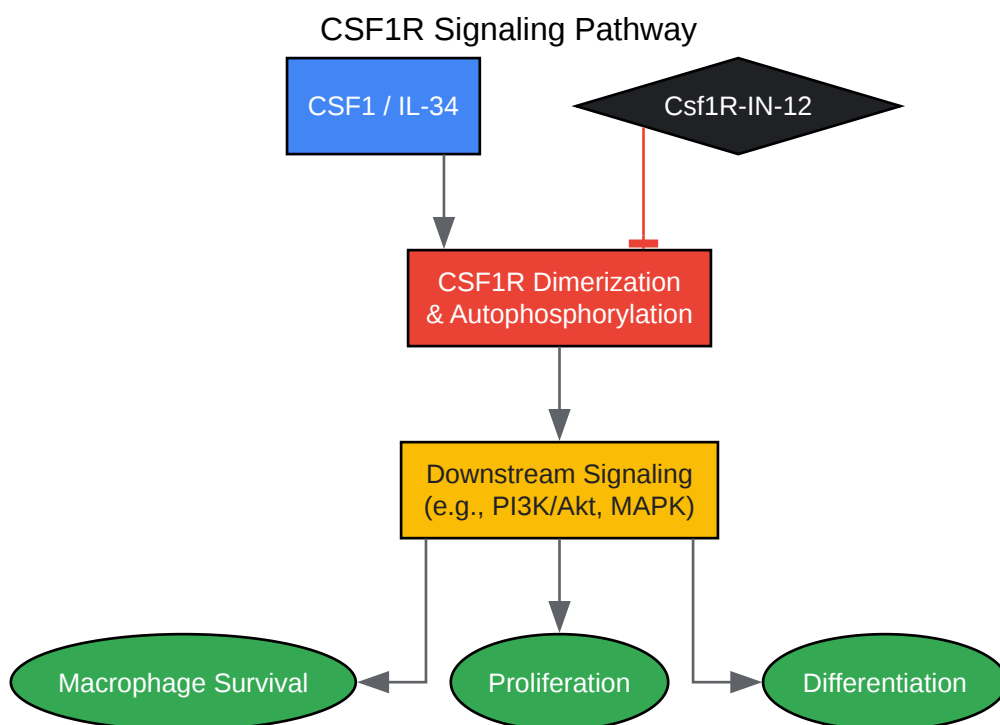 CSF1R Signaling Pathway
CSF1 / IL-34
Csf1R-IN-12
CSF1R Dimerization
& Autophosphorylation
Downstream Signaling
(e.g., PI3K/Akt, MAPK)
Macrophage Survival
Proliferation
Differentiation